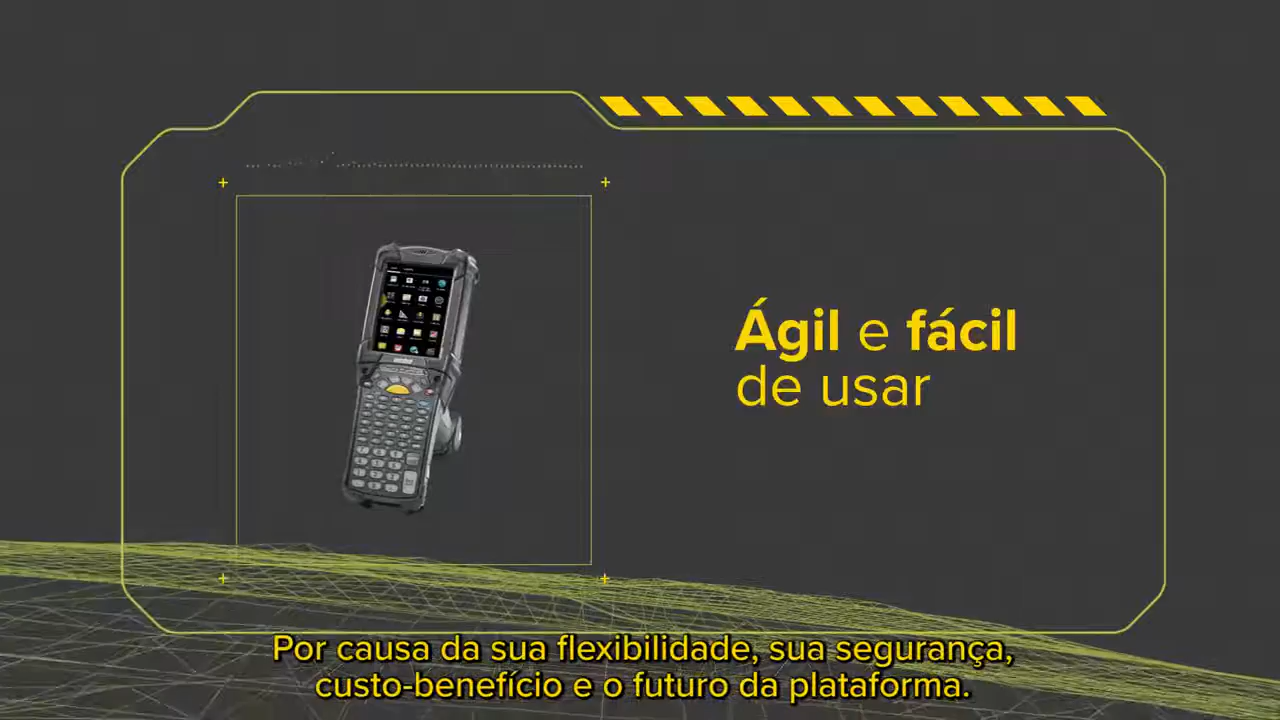 Ágil e fácil
de usar
Por causa da sua flexibilidade, sua segurança,
custo-benefício e o futuro da plataforma.